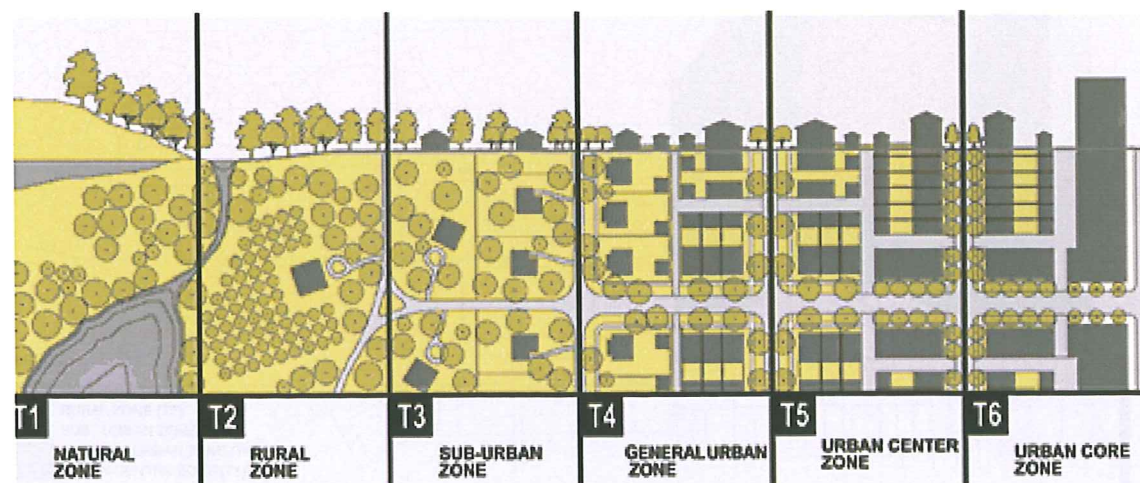 T1
NATURAL
ZONE
T2
RURAL
ZONE
T3
SUB-URBAN
ZONE
T4
GENERAL URBAN
ZONE
T5
URBAN CENTER
ZONE
T6
URBAN CORE
ZONE